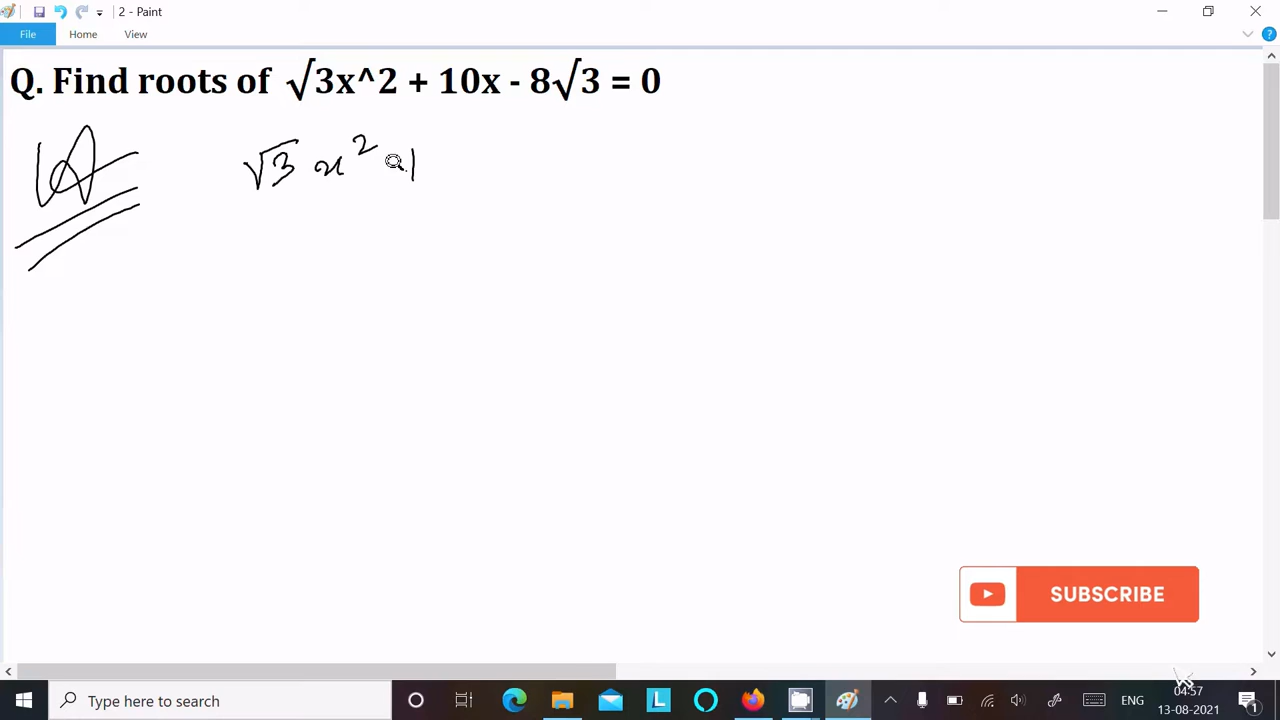 2 - Paint
File Home View
Q. Find roots of √3x^2 + 10x - 8√3 = 0
√3 x²
SUBSCRIBE
Type here to search
ENG
04:57
13-08-2021
1